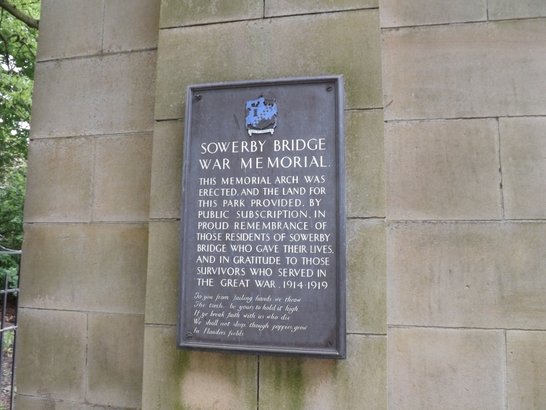 SOWERBY BRIDGE
WAR MEMORIAL.
THIS MEMORIAL ARCH WAS
ERECTED, AND THE LAND FOR
THIS PARK PROVIDED, BY
PUBLIC SUBSCRIPTION, IN
PROUD REMEMBRANCE OF
THOSE RESIDENTS OF SOWERBY
BRIDGE WHO GAVE THEIR LIVES,
AND IN GRATITUDE TO THOSE
SURVIVORS WHO SERVED IN
THE GREAT WAR. 1914-1919
To you from failing hands we throw
The torch, be yours to hold it high
If ye break faith with us who die
We shall not sleep, though poppies grow
In Flanders fields